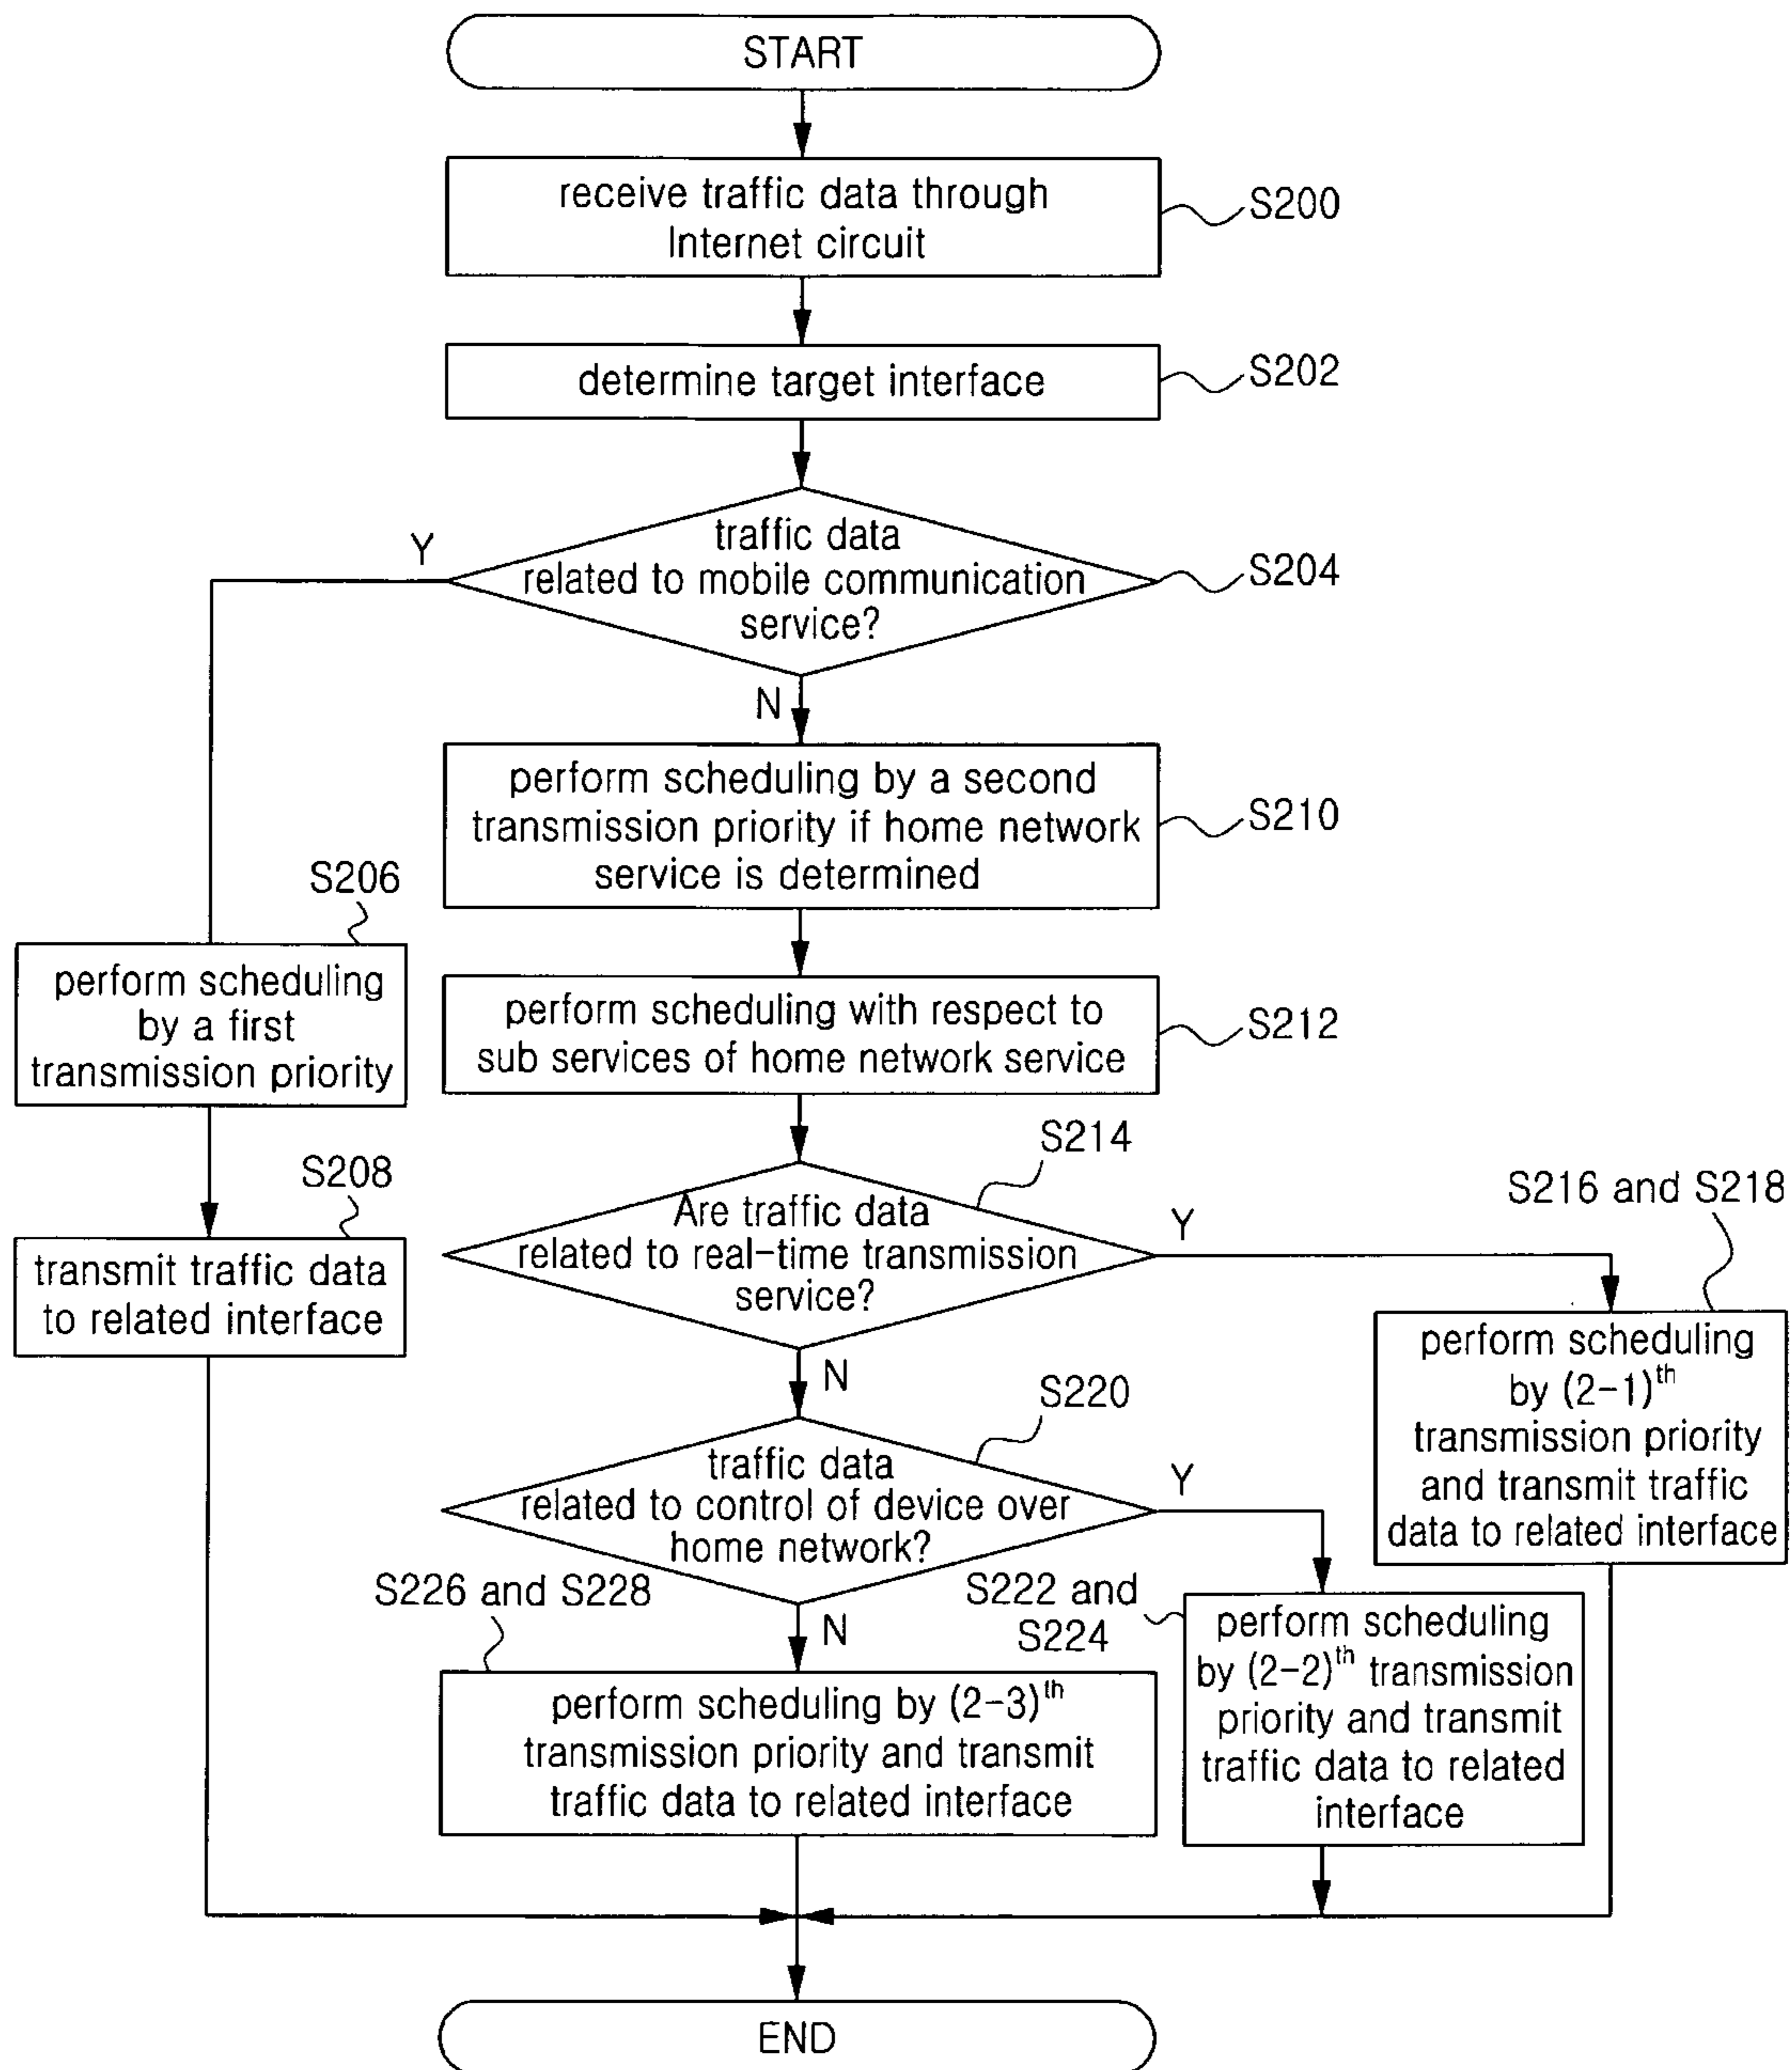 START
receive traffic data through
Internet circuit
S200
determine target interface
S202
traffic data
related to mobile communication
service?
S204
Y
N
perform scheduling by a second
transmission priority if home network
service is determined
S210
S206
perform scheduling
by a first
transmission priority
perform scheduling with respect to
sub services of home network service
S212
S208
transmit traffic data
to related interface
S214
Are traffic data
related to real-time transmission
service?
Y
N
S216 and S218
perform scheduling
by (2-1)th
transmission priority
and transmit traffic
data to related interface
S220
traffic data
related to control of device over
home network?
Y
N
S222 and
S224
perform scheduling
by (2-2)th transmission
priority and transmit
traffic data to related
interface
S226 and S228
perform scheduling by (2-3)th
transmission priority and transmit
traffic data to related interface
END